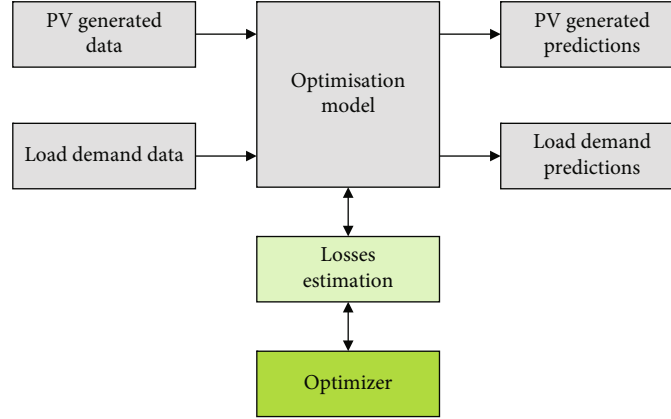 PV generated
data
Optimisation
model
PV generated
predictions
Load demand data
Load demand
predictions
Losses
estimation
Optimizer